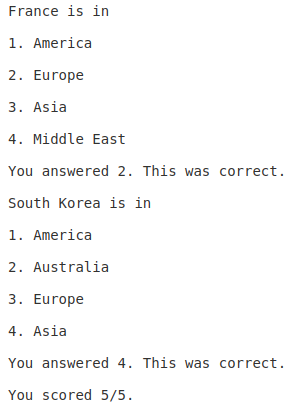 France is in
1. America
2. Europe
3. Asia
4. Middle East
You answered 2. This was correct.
South Korea is in
1. America
2. Australia
3. Europe
4. Asia
You answered 4. This was correct.
You scored 5/5.